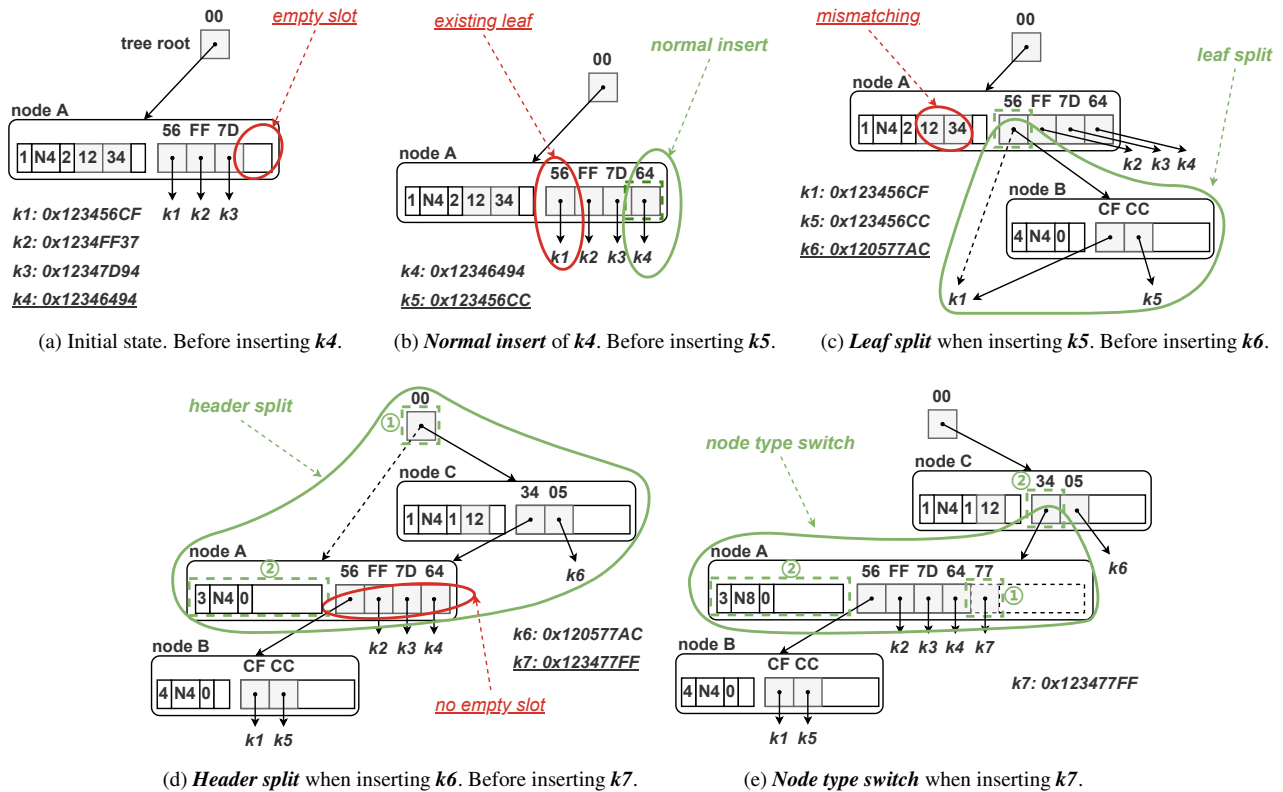 00
empty slot
tree root
node A
56 FF 7D
1 N4 2 12 34
k1 k2 k3
k1: 0x123456CF
k2: 0x1234FF37
k3: 0x12347D94
k4: 0x12346494
(a) Initial state. Before inserting k4.
existing leaf
normal insert
00
node A
56 FF 7D 64
1 N4 2 12 34
k1 k2 k3 k4
k4: 0x12346494
k5: 0x123456CC
(b) Normal insert of k4. Before inserting k5.
mismatching
00
leaf split
node A
56 FF 7D 64
1 N4 2 12 34
k2 k3 k4
k1: 0x123456CF
k5: 0x123456CC
k6: 0x120577AC
node B
CF CC
4 N4 0
k1 k5
(c) Leaf split when inserting k5. Before inserting k6.
header split
00
①
node C
34 05
1 N4 1 12
k6
node A
②
56 FF 7D 64
3 N4 0
k2 k3 k4
k6: 0x120577AC
k7: 0x123477FF
node B
CF CC
4 N4 0
no empty slot
k1 k5
(d) Header split when inserting k6. Before inserting k7.
00
node type switch
node C
② 34 05
1 N4 1 12
k6
node A
②
56 FF 7D 64 77
3 N8 0
①
k2 k3 k4 k7
node B
CF CC
4 N4 0
k1 k5
k7: 0x123477FF
(e) Node type switch when inserting k7.